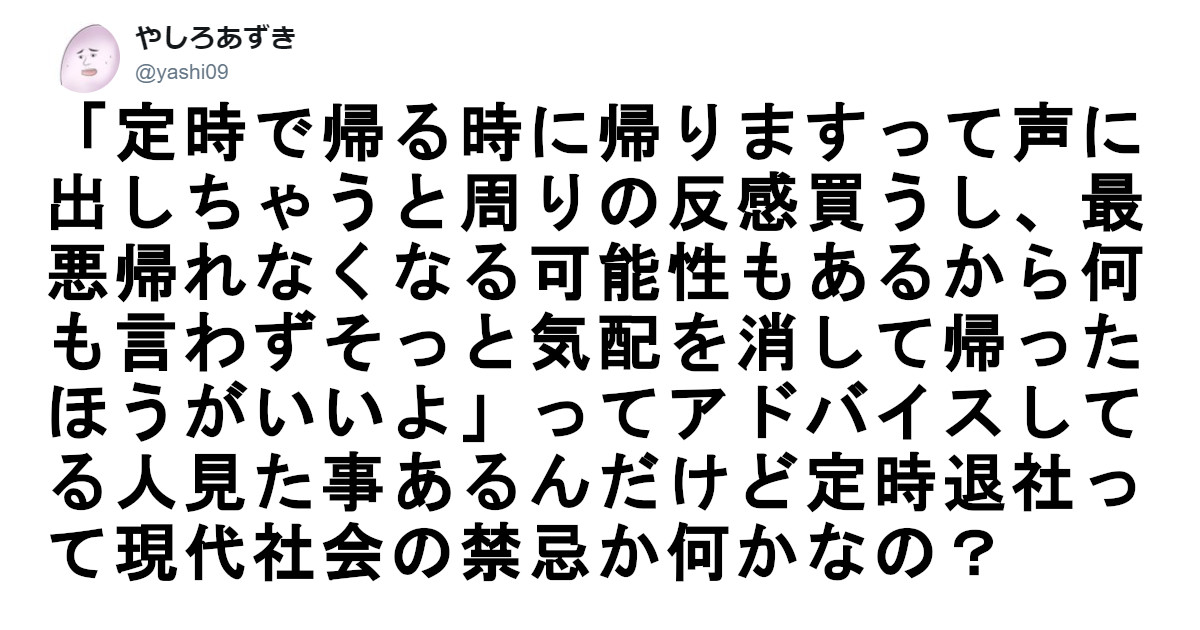 やしろあずき
@yashi09
「定時で帰る時に帰りますって声に
出しちゃうと周りの反感買うし、最
悪帰れなくなる可能性もあるから何
も言わずそっと気配を消して帰った
ほうがいいよ」ってアドバイスして
る人見た事あるんだけど定時退社っ
て現代社会の禁忌か何かなの？